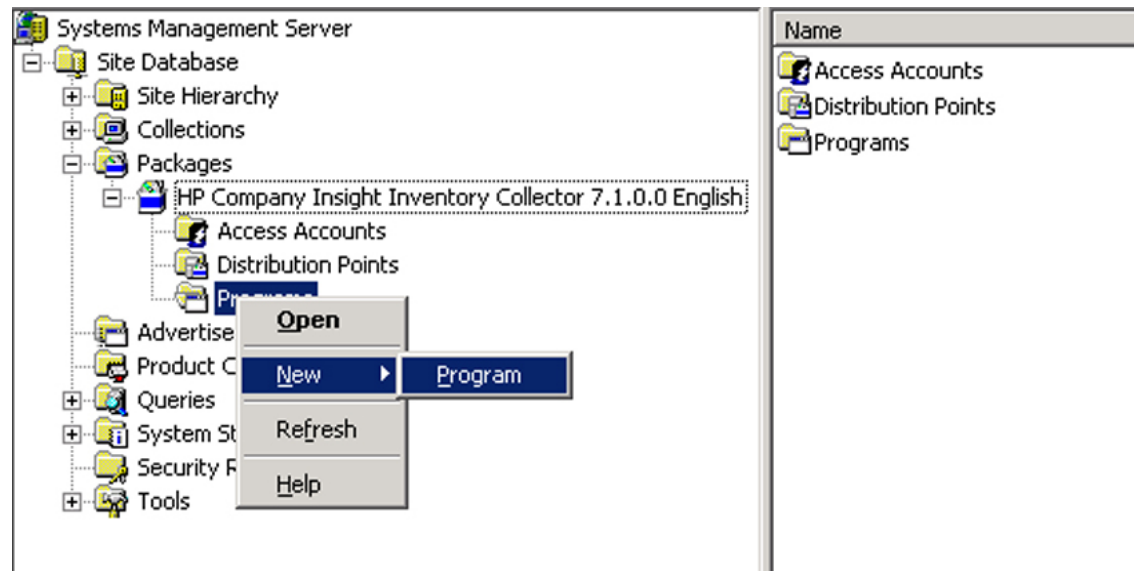 Systems Management Server
Name
Site Database
Access Accounts
Site Hierarchy
Distribution Points
Collections
Programs
Packages
HP Company Insight Inventory Collector 7.1.0.0 English
Access Accounts
Distribution Points
Open
Advertise
Product C
New
Program
Queries
System St
Refresh
Security R
Help
Tools